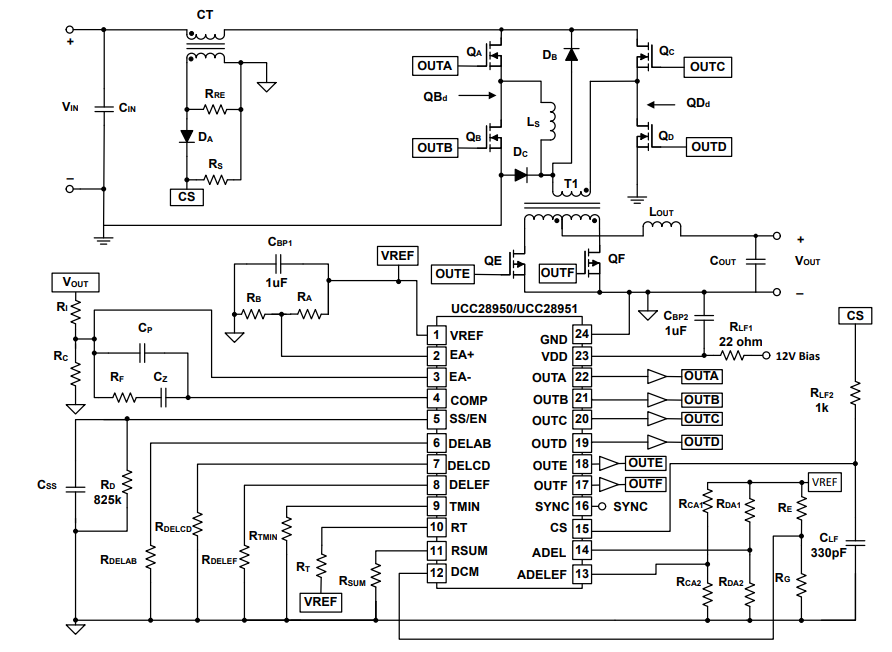 CT
+
VIN
CIN
−
RRE
DA
RS
CS
QA
OUTA
QBd
QB
OUTB
LS
DB
DC
T1
QC
OUTC
QDd
QD
OUTD
LOUT
+
COUT
VOUT
−
QE
OUTE
QF
OUTF
VOUT
RI
RC
CP
RF
CZ
CBP1
1uF
RB
RA
VREF
UCC28950/UCC28951
1 VREF
2 EA+
3 EA-
4 COMP
5 SS/EN
6 DELAB
7 DELCD
8 DELEF
9 TMIN
10 RT
11 RSUM
12 DCM
GND 24
VDD 23
OUTA 22
OUTB 21
OUTC 20
OUTD 19
OUTE 18
OUTF 17
SYNC 16
CS 15
ADEL 14
ADELEF 13
CBP2
1uF
RLF1
22 ohm
12V Bias
OUTA
OUTB
OUTC
OUTD
OUTE
OUTF
SYNC
CS
RLF2
1k
CSS
RD
825k
RDELAB
RDELCD
RDELEF
RTMIN
RT
VREF
RSUM
RCA1
RDA1
RE
VREF
RCA2
RDA2
RG
CLF
330pF